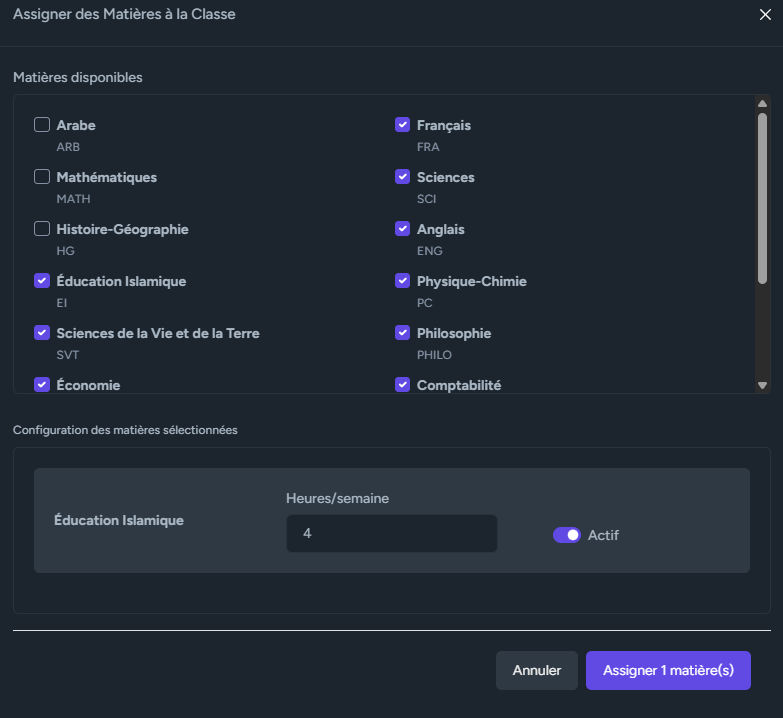 Assigner des Matières à la Classe
Matières disponibles
Arabe
ARB
Français
FRA
Mathématiques
MATH
Sciences
SCI
Histoire-Géographie
HG
Anglais
ENG
Éducation Islamique
EI
Physique-Chimie
PC
Sciences de la Vie et de la Terre
SVT
Philosophie
PHILO
Économie
Comptabilité
Configuration des matières sélectionnées
Éducation Islamique
Heures/semaine
4
Actif
Annuler
Assigner 1 matière(s)